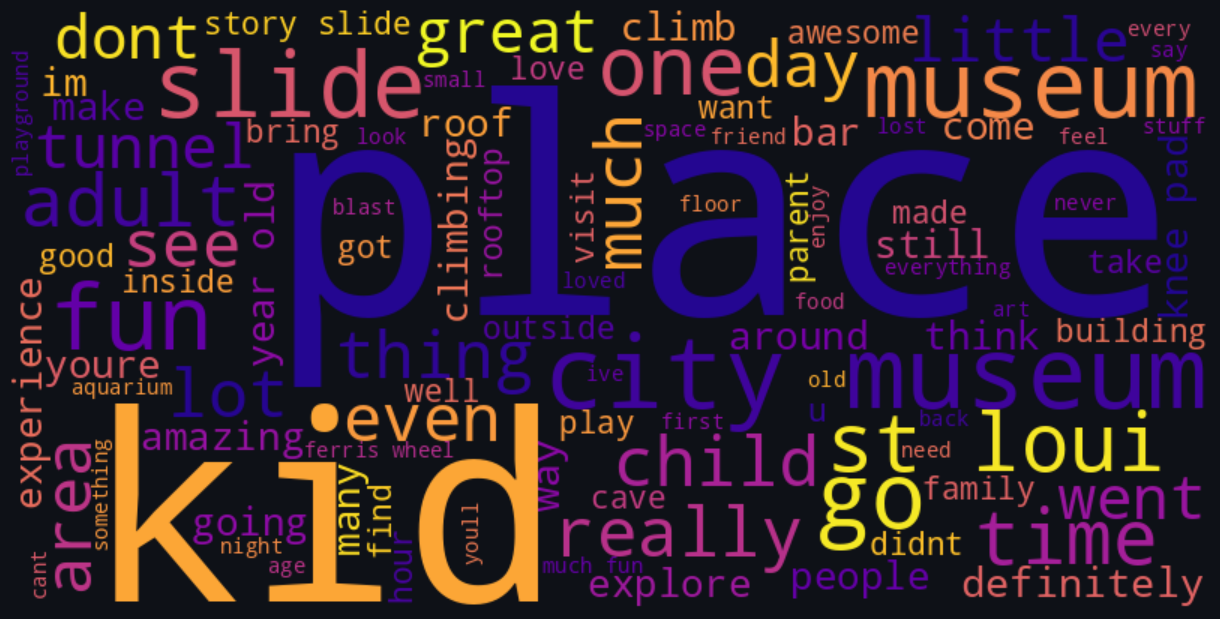 dont
story slide
great
climb
awesome
little
every
say
im
slide
small
love
one
day
museum
playground
make
want
tunnel
bring
look
roof
space
friend
bar
lost
come
feel
stuff
adult
year old
blast
place
climbing
rooftop
visit
much
floor
parent
enjoy
made
never
knee pad
see
got
still
good
inside
loved
everything
take
food
art
experience
fun
outside
around
think
building
youre
thing
city
museum
aquarium
lot
well
ive
old
u
back
kid
even
play
first
st
loui
amazing
ferris wheel
way
child
need
area
something
many
find
cave
go
family
went
going
night
youll
really
didnt
time
cant
age
hour
much fun
explore
people
definitely